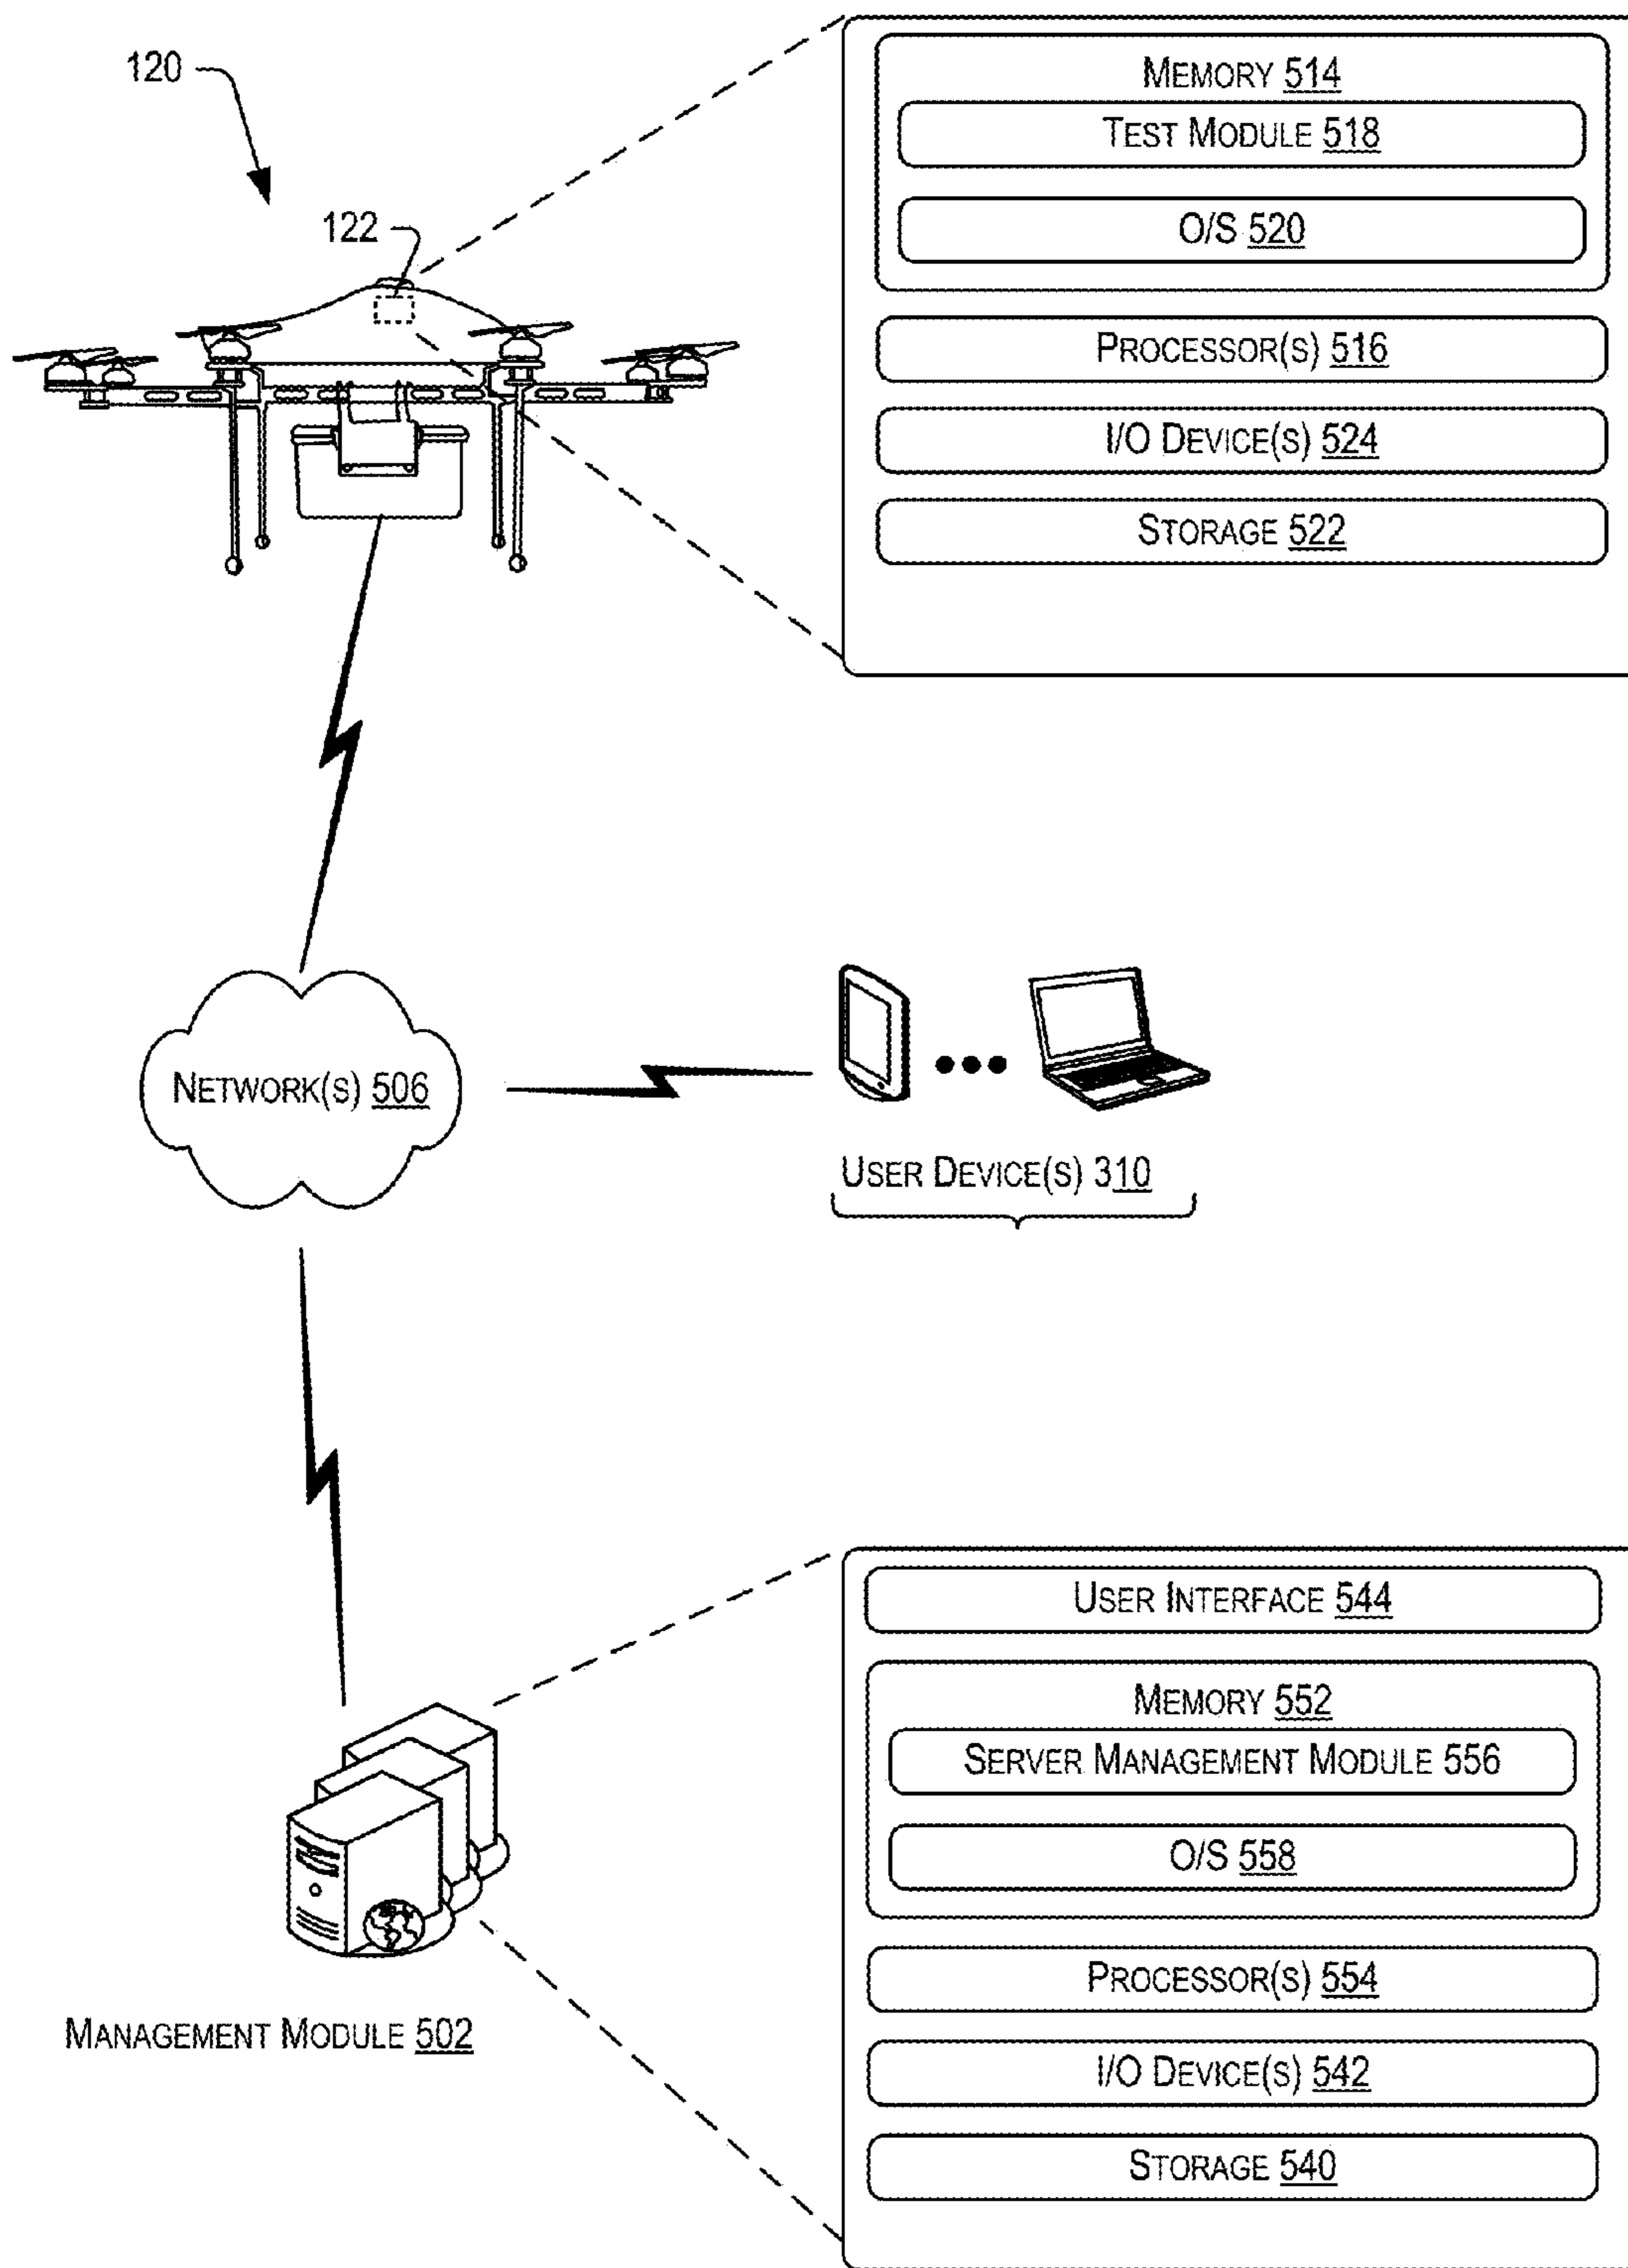 120
122
MEMORY 514
TEST MODULE 518
O/S 520
PROCESSOR(S) 516
I/O DEVICE(S) 524
STORAGE 522
NETWORK(S) 506
USER DEVICE(S) 310
USER INTERFACE 544
MEMORY 552
SERVER MANAGEMENT MODULE 556
O/S 558
PROCESSOR(S) 554
I/O DEVICE(S) 542
STORAGE 540
MANAGEMENT MODULE 502